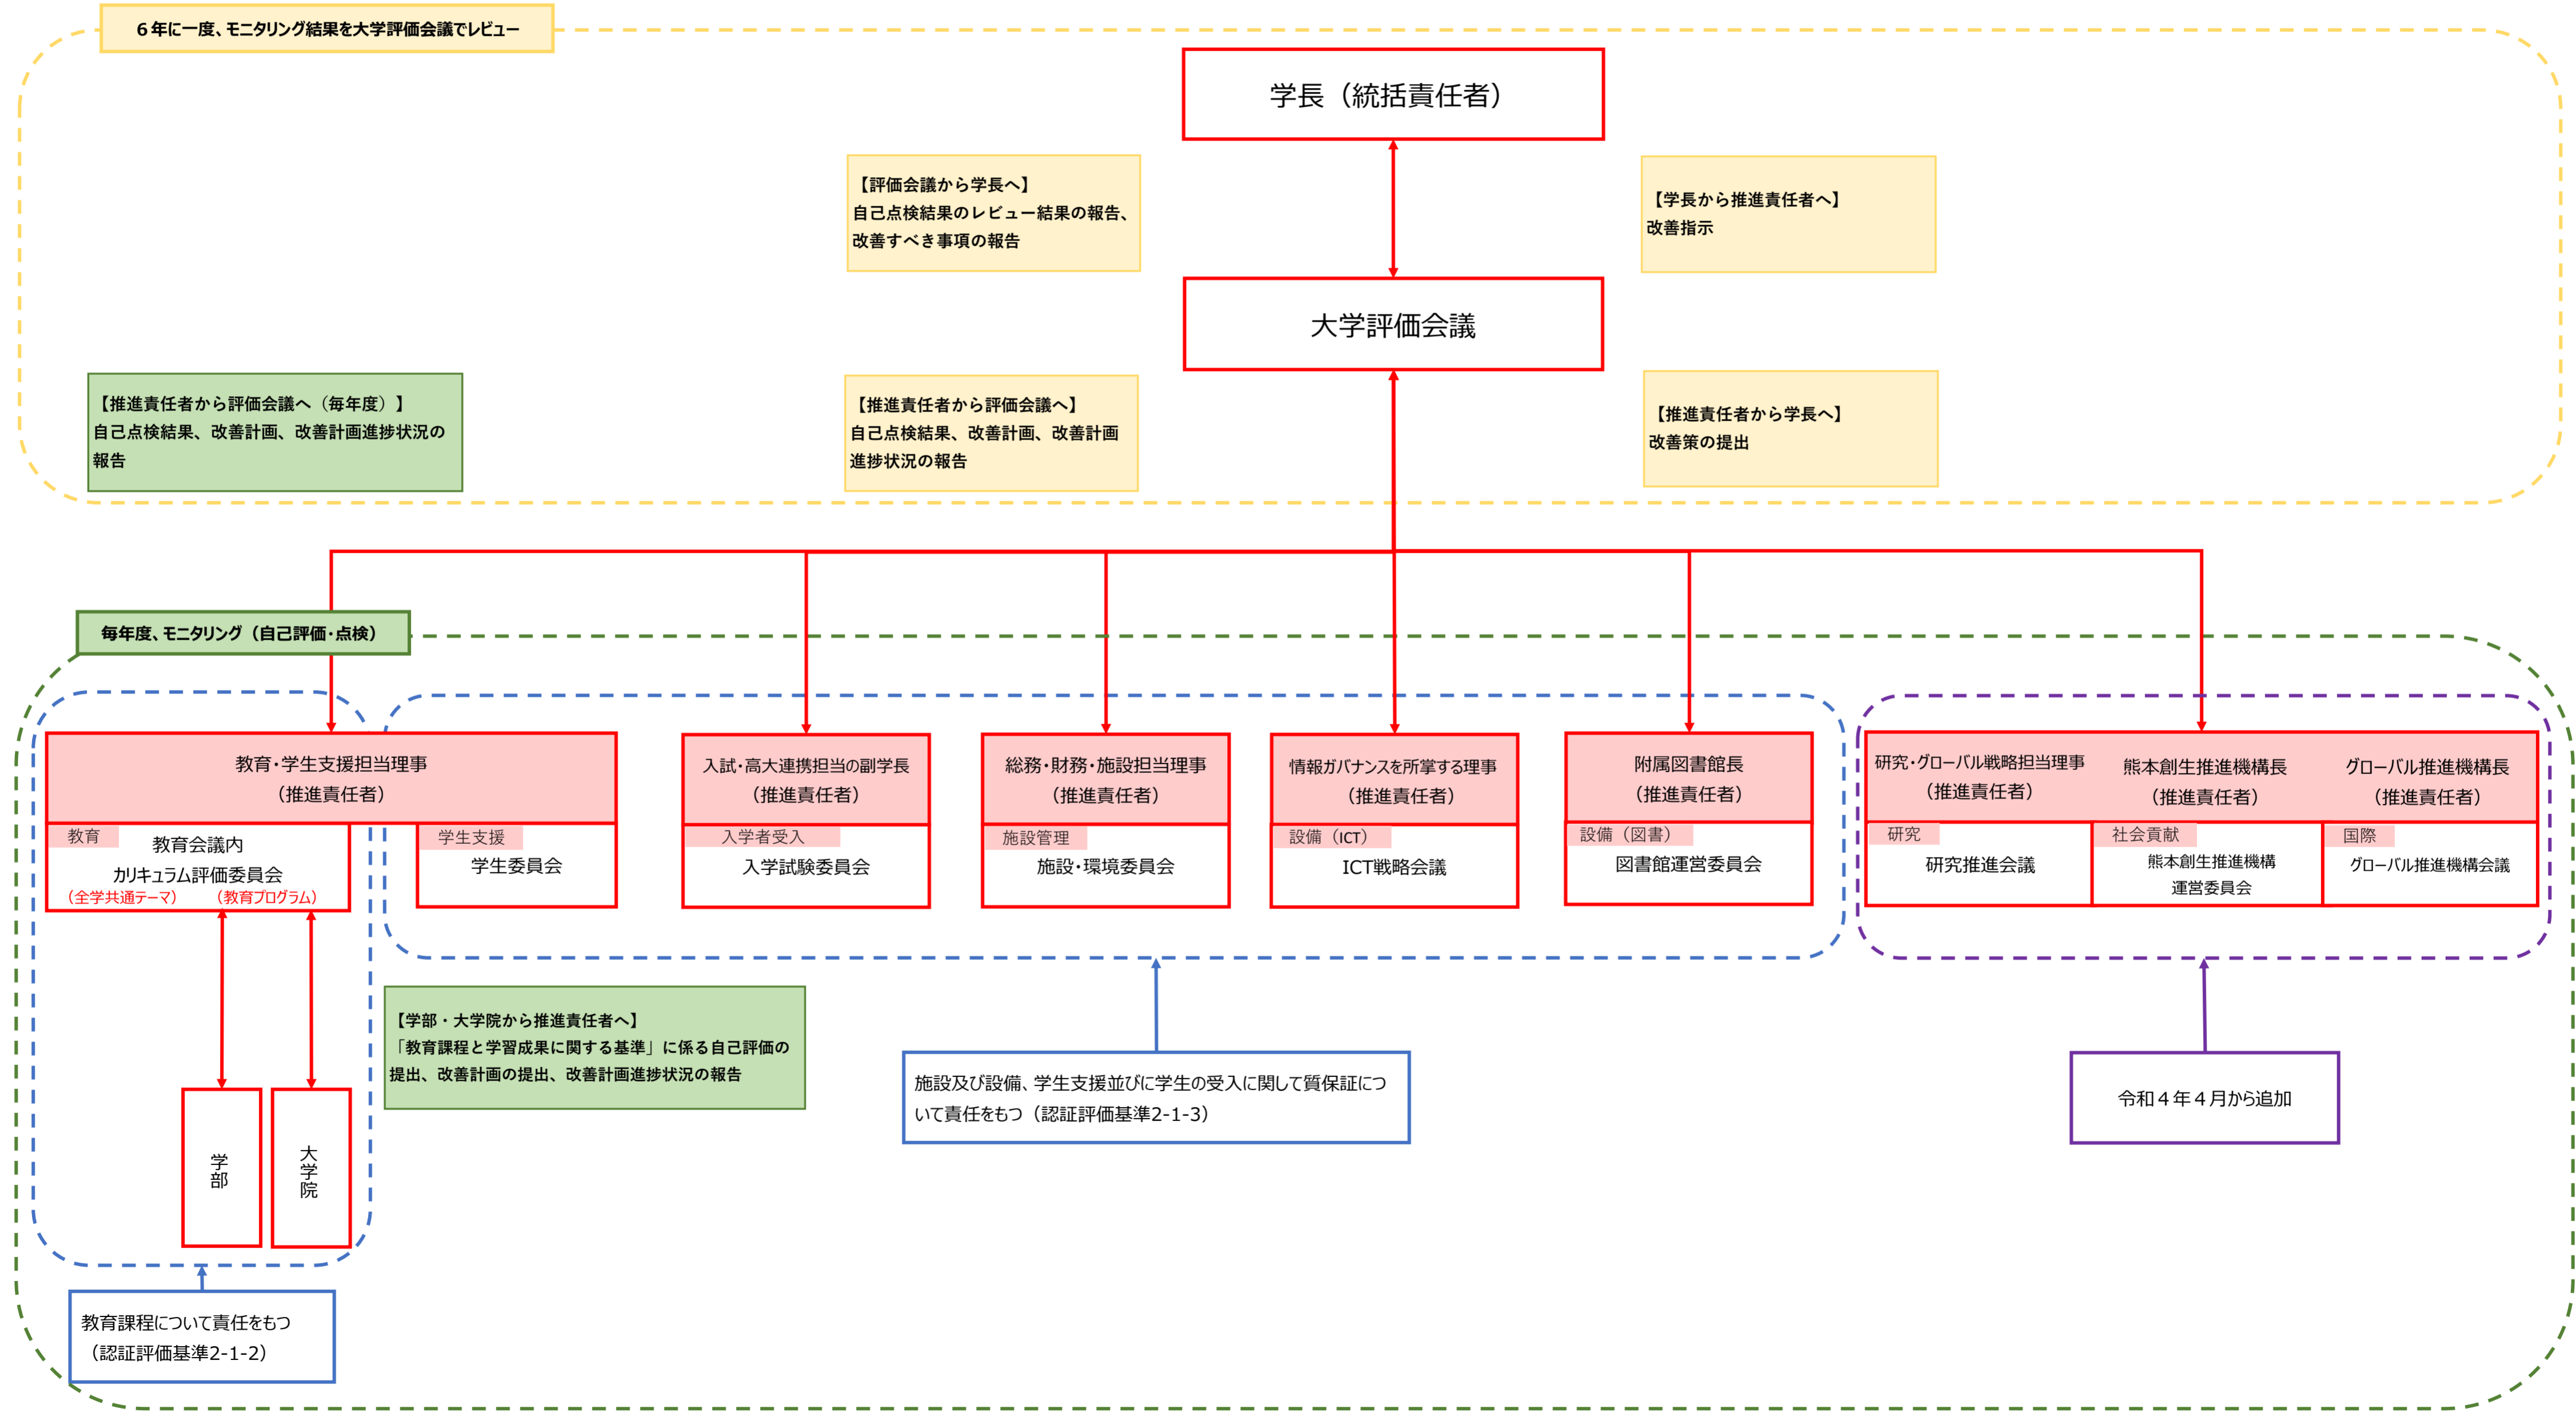 ６年に一度、モニタリング結果を大学評価会議でレビュー
学長（統括責任者）
【評価会議から学長へ】
自己点検結果のレビュー結果の報告、
改善すべき事項の報告
【学長から推進責任者へ】
改善指示
大学評価会議
【推進責任者から評価会議へ（毎年度）】
自己点検結果、改善計画、改善計画進捗状況の
報告
【推進責任者から評価会議へ】
自己点検結果、改善計画、改善計画
進捗状況の報告
【推進責任者から学長へ】
改善策の提出
毎年度、モニタリング（自己評価・点検）
教育・学生支援担当理事
（推進責任者）
教育
教育会議内
カリキュラム評価委員会
（全学共通テーマ）　（教育プログラム）
学生支援
学生委員会
入試・高大連携担当の副学長
（推進責任者）
入学者受入
入学試験委員会
総務・財務・施設担当理事
（推進責任者）
施設管理
施設・環境委員会
情報ガバナンスを所掌する理事
（推進責任者）
設備（ICT）
ICT戦略会議
附属図書館長
（推進責任者）
設備（図書）
図書館運営委員会
研究・グローバル戦略担当理事
（推進責任者）
研究
研究推進会議
熊本創生推進機構長
（推進責任者）
社会貢献
熊本創生推進機構
運営委員会
グローバル推進機構長
（推進責任者）
国際
グローバル推進機構会議
【学部・大学院から推進責任者へ】
「教育課程と学習成果に関する基準」に係る自己評価の
提出、改善計画の提出、改善計画進捗状況の報告
施設及び設備、学生支援並びに学生の受入に関して質保証につ
いて責任をもつ（認証評価基準2-1-3）
令和４年４月から追加
学部
大学院
教育課程について責任をもつ
（認証評価基準2-1-2）